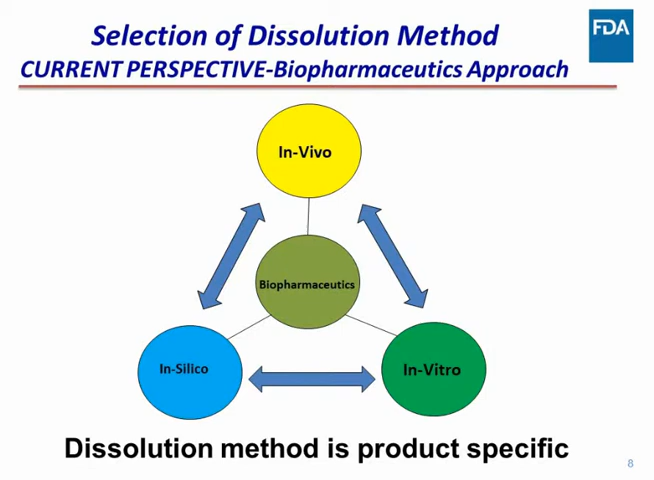 Selection of Dissolution Method
FDA
CURRENT PERSPECTIVE-Biopharmaceutics Approach
In-Vivo
Biopharmaceutics
In-Silico
In-Vitro
Dissolution method is product specific
8